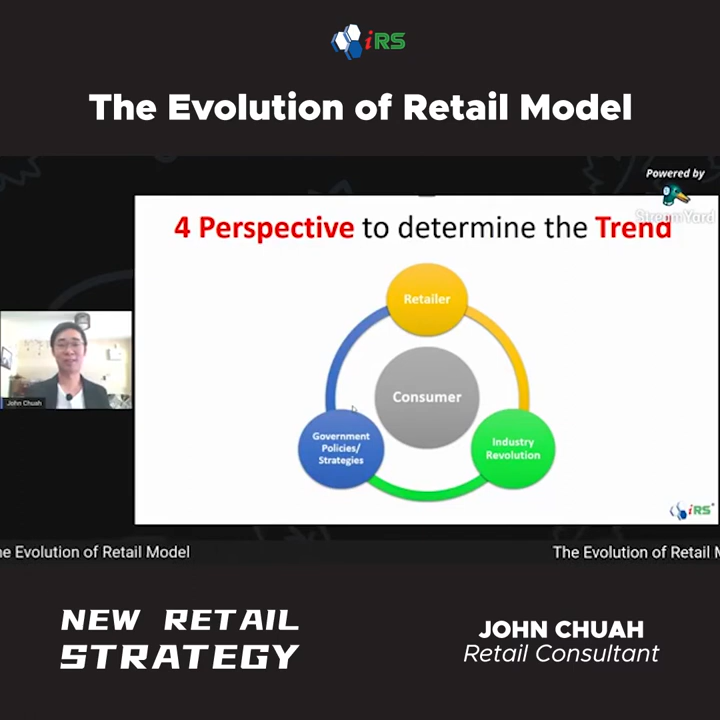 iRS
The Evolution of Retail Model
Powered by
StreamYard
4 Perspective to determine the Trend
Retailer
Consumer
Government
Policies/
Strategies
Industry
Revolution
John Chuah
iRS
he Evolution of Retail Model
The Evolution of Retail M
NEW RETAIL
STRATEGY
JOHN CHUAH
Retail Consultant